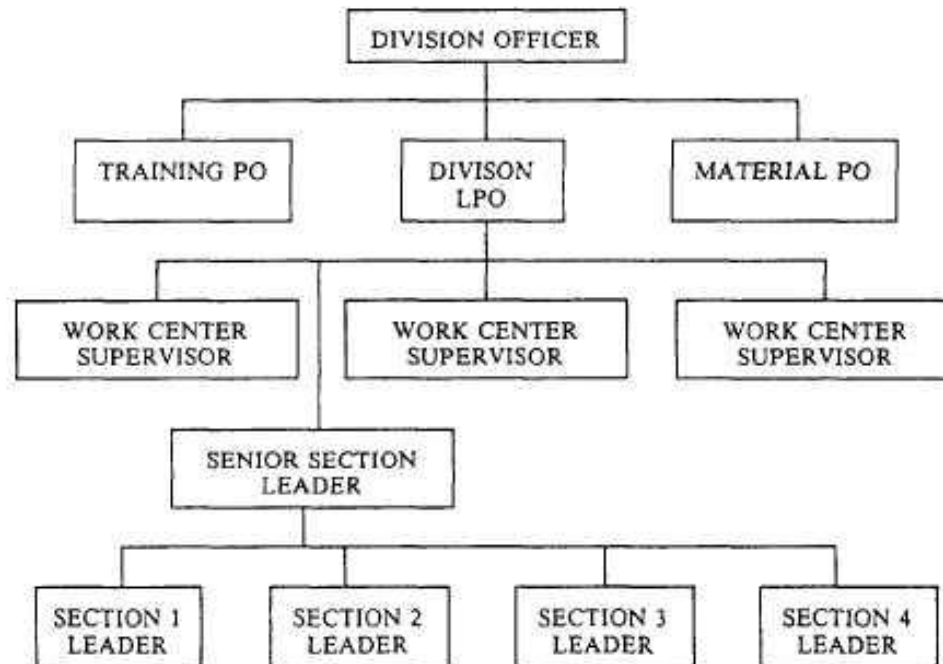 DIVISION OFFICER
TRAINING PO
DIVISON
LPO
MATERIAL PO
WORK CENTER
SUPERVISOR
WORK CENTER
SUPERVISOR
WORK CENTER
SUPERVISOR
SENIOR SECTION
LEADER
SECTION 1
LEADER
SECTION 2
LEADER
SECTION 3
LEADER
SECTION 4
LEADER